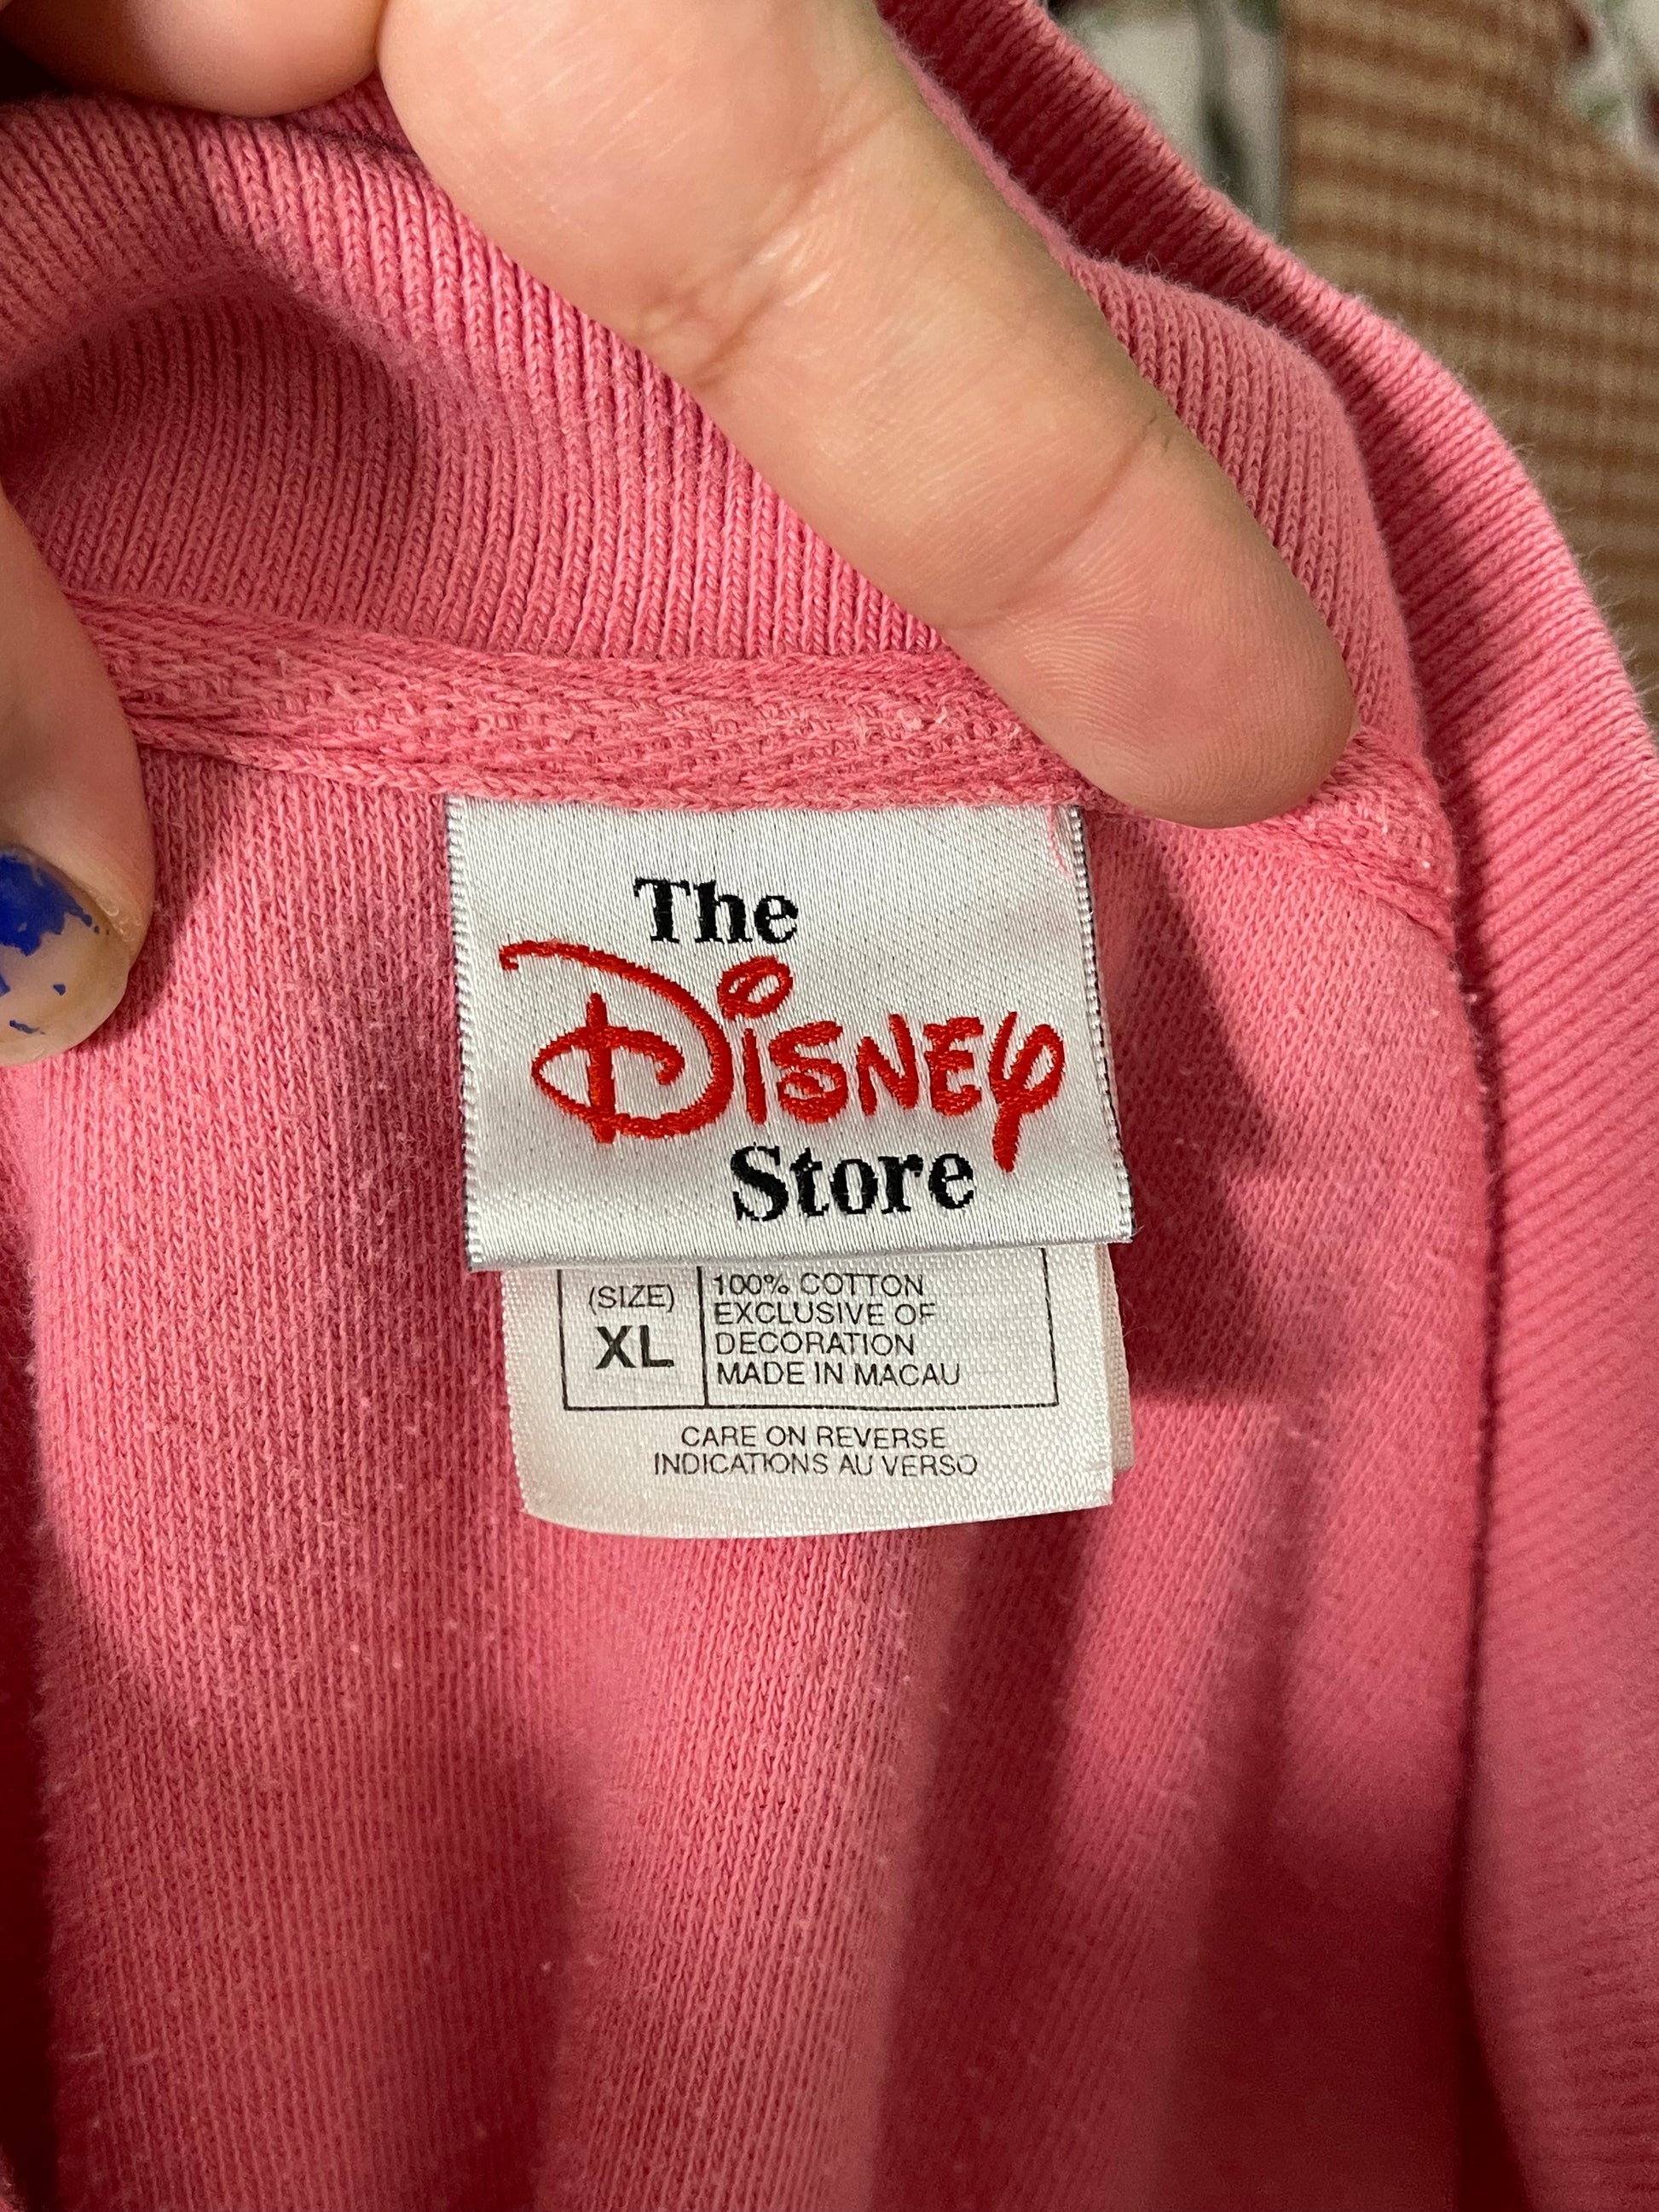 The
Disney
Store
(SIZE)
XL
100% COTTON
EXCLUSIVE OF
DECORATION
MADE IN MACAU
CARE ON REVERSE
INDICATIONS AU VERSO